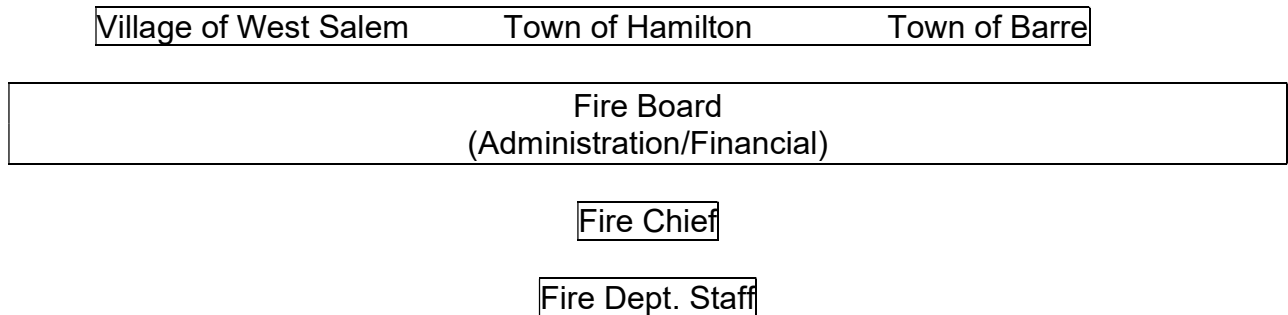 Village of West Salem Town of Hamilton Town of Barre
Fire Board
(Administration/Financial)
Fire Chief
Fire Dept. Staff